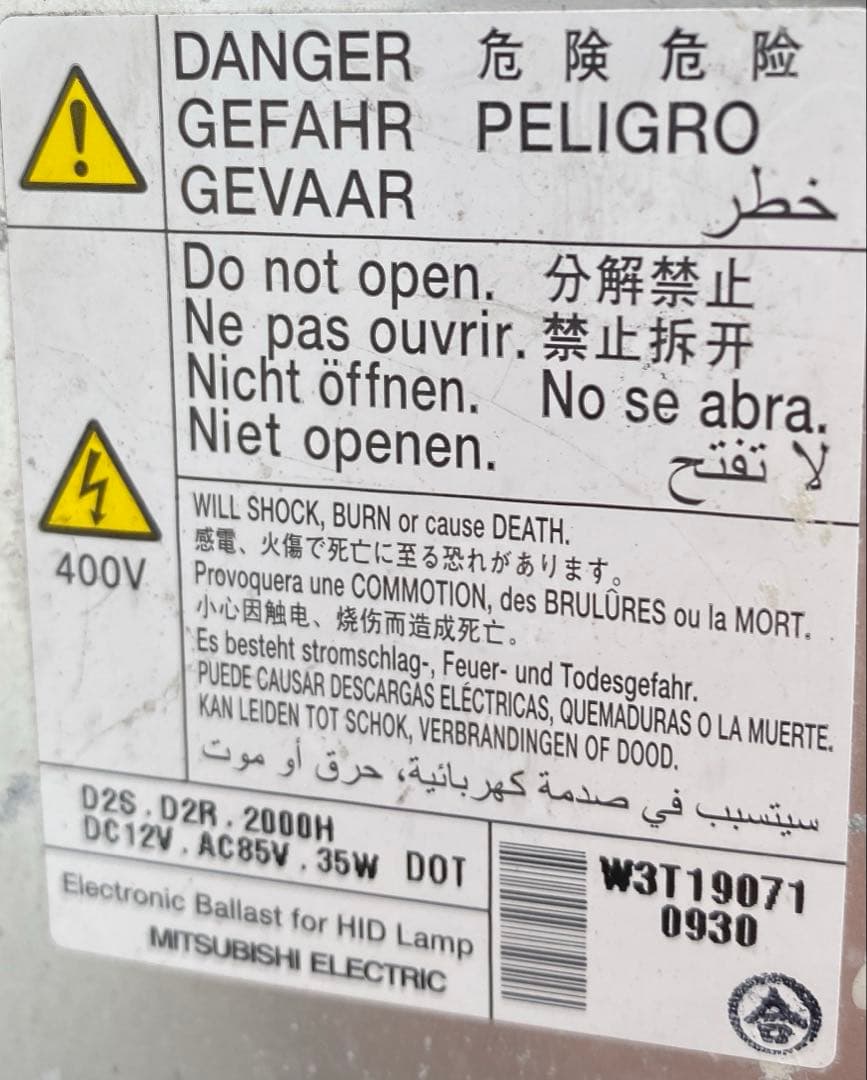 DANGER 危険 危险
GEFAHR PELIGRO
GEVAAR خطر
Do not open. 分解禁止
Ne pas ouvrir. 禁止拆开
Nicht öffnen. No se abra.
Niet openen. لا تفتح
400V
WILL SHOCK, BURN or cause DEATH.
感電、火傷で死亡に至る恐れがあります。
Provoquera une COMMOTION, des BRULÛRES ou la MORT.
小心因触电、烧伤而造成死亡。
Es besteht stromschlag-, Feuer- und Todesgefahr.
PUEDE CAUSAR DESCARGAS ELÉCTRICAS, QUEMADURAS O LA MUERTE.
KAN LEIDEN TOT SCHOK, VERBRANDINGEN OF DOOD.
سيتسبب في صدمة كهربائية، حرق أو موت
D2S . D2R . 2000H
DC12V . AC85V . 35W DOT
Electronic Ballast for HID Lamp
MITSUBISHI ELECTRIC
W3T19071
0930